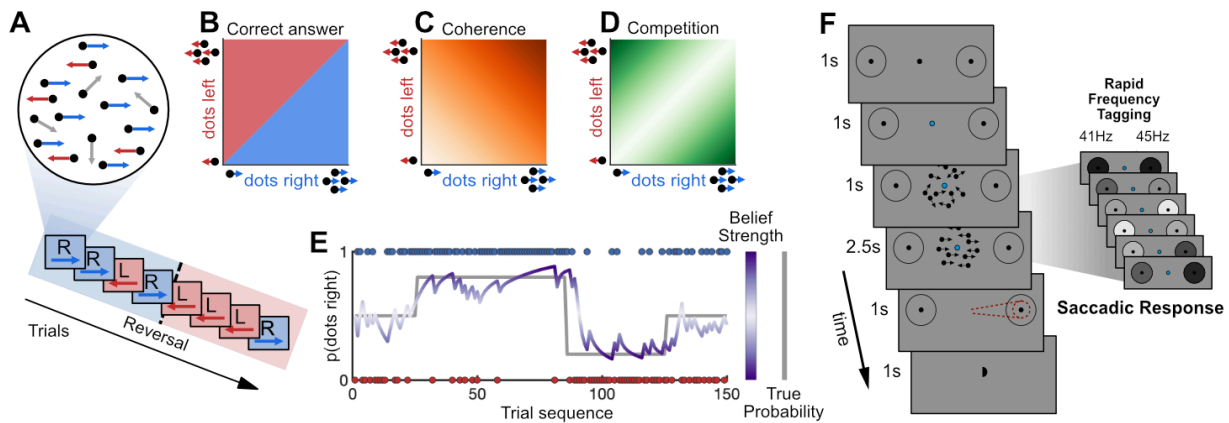 A
R
R
L
R
L
L
L
R
Trials
Reversal
B
Correct answer
dots left
dots right
C
Coherence
dots right
D
Competition
dots left
dots right
E
p(dots right)
1
0
0
50
100
150
Trial sequence
Belief
Strength
True
Probability
F
1s
1s
1s
2.5s
1s
1s
time
Rapid
Frequency
Tagging
41Hz
45Hz
Saccadic Response